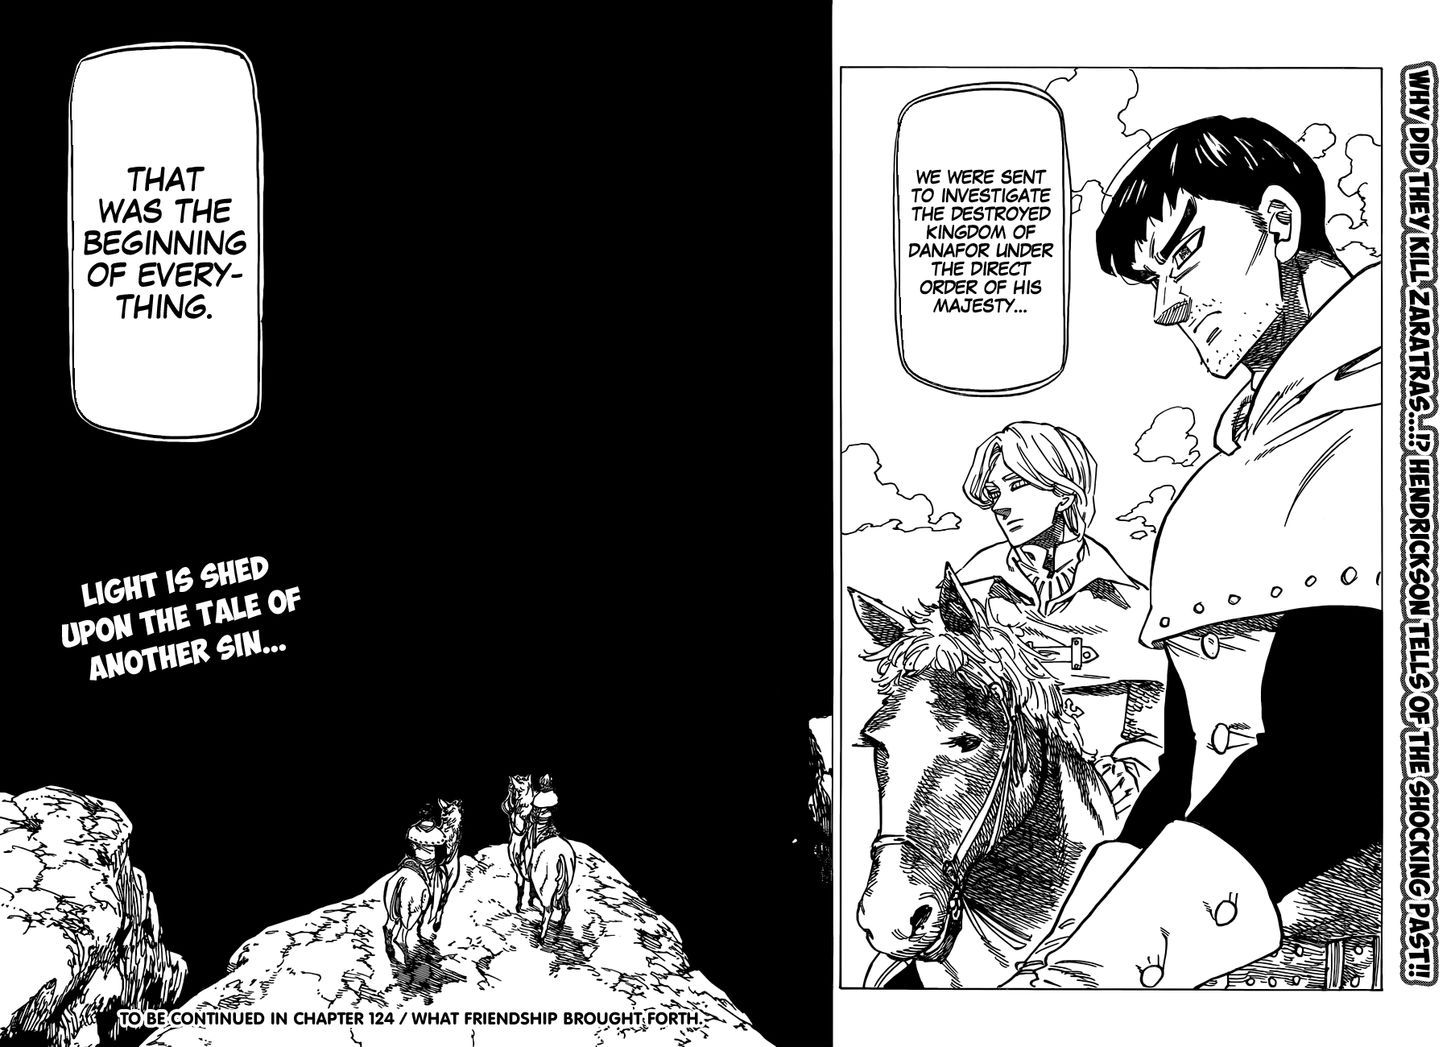 WHY DID THEY KILL ZARATRAS...!? HENDRICKSON TELLS OF THE SHOCKING PAST!!
WE WERE SENT
TO INVESTIGATE
THE DESTROYED
KINGDOM OF
DANAFOR UNDER
THE DIRECT
ORDER OF HIS
MAJESTY...
THAT
WAS THE
BEGINNING
OF EVERY-
THING.
LIGHT IS SHED
UPON THE TALE OF
ANOTHER SIN...
TO BE CONTINUED IN CHAPTER 124 / WHAT FRIENDSHIP BROUGHT FORTH.